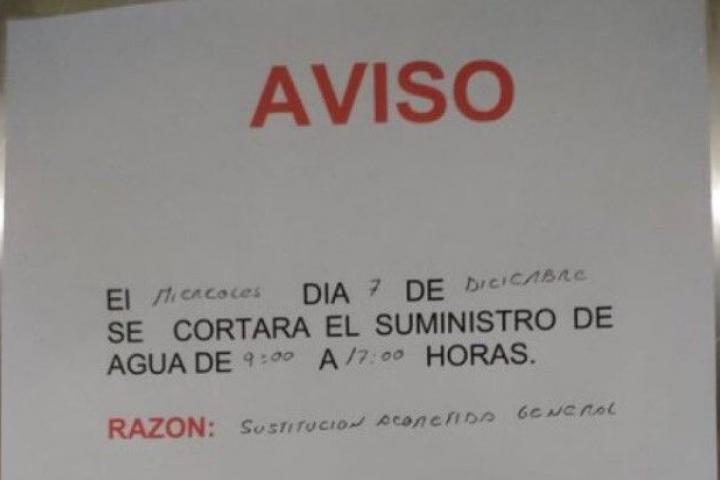 AVISO
El MIERCOLES DIA 7 DE DICIEMBRE
SE CORTARA EL SUMINISTRO DE
AGUA DE 9:00 A 17:00 HORAS.
RAZON: SUSTITUCION ACOMETIDA GENERAL